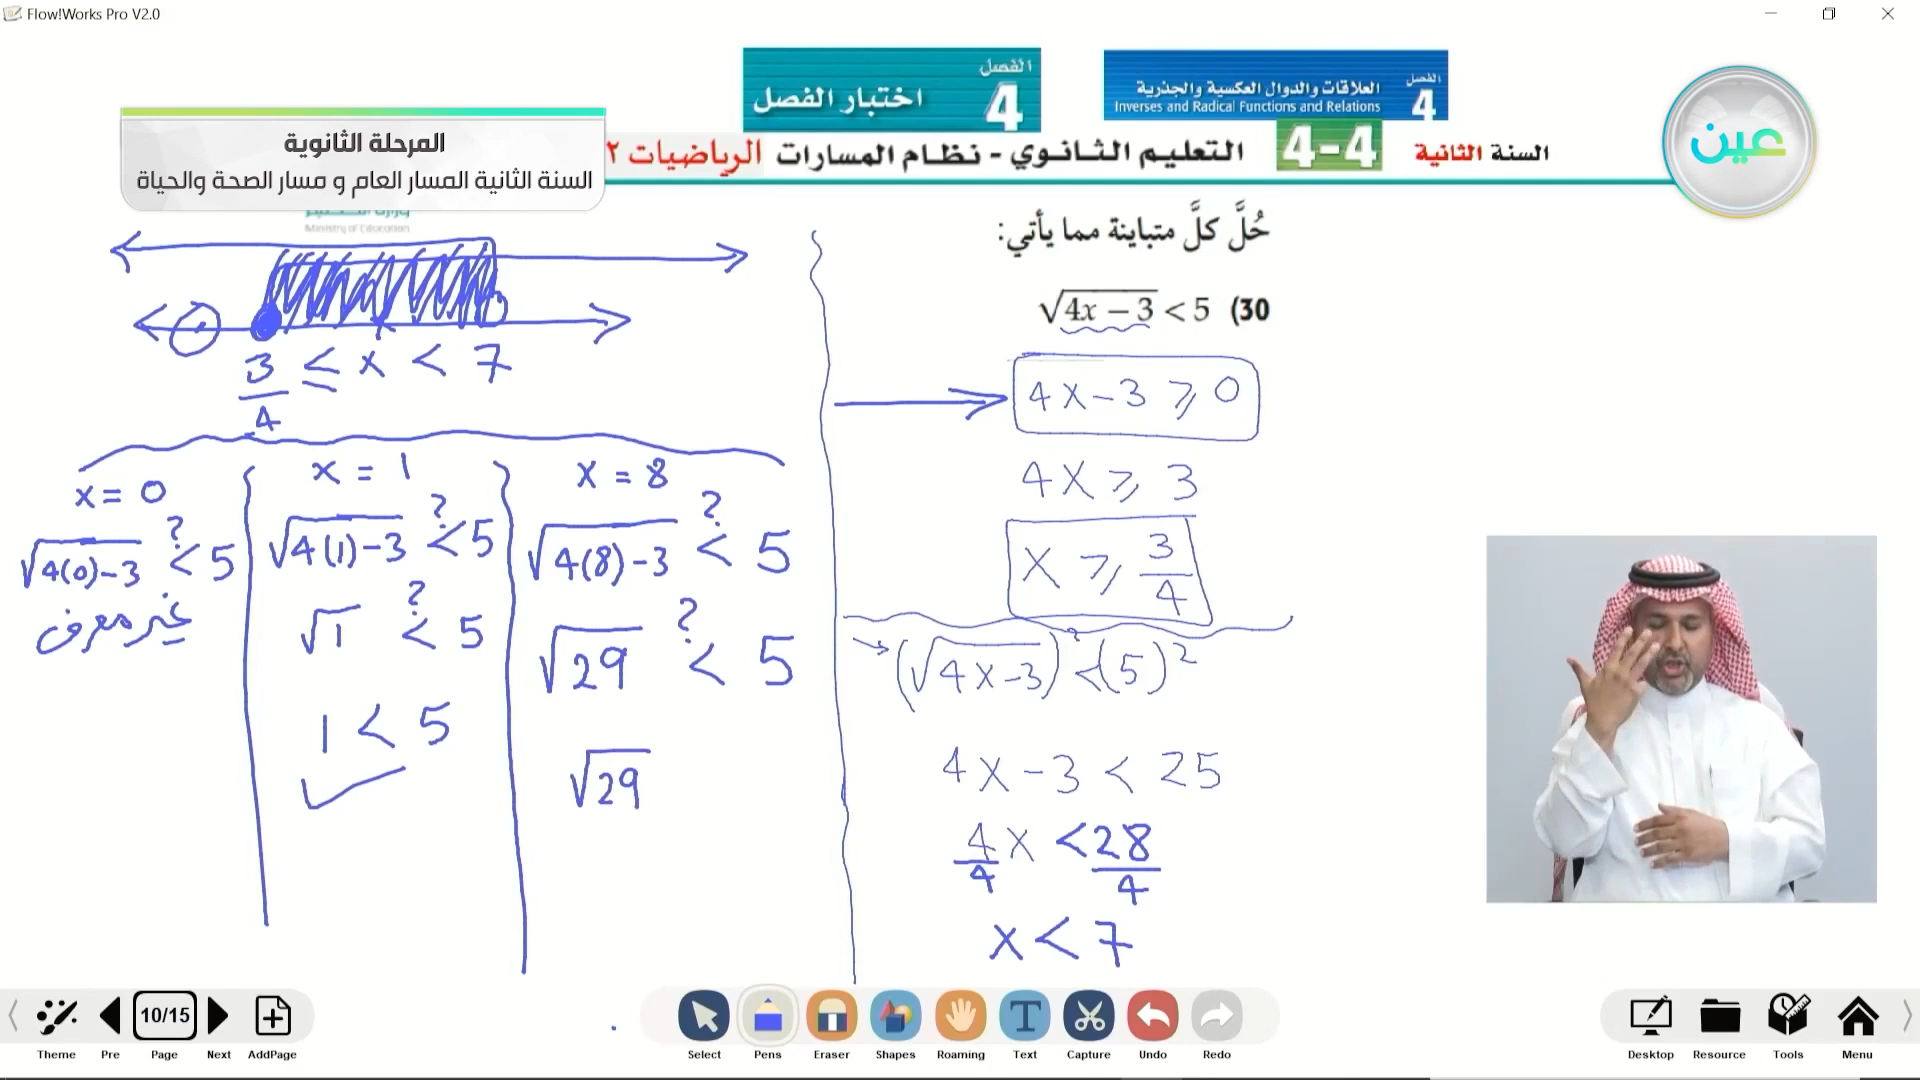 Flow!Works Pro V2.0
الفصل 4 العلاقات والدوال العكسية والجذرية
Inverses and Radical Functions and Relations
الفصل 4 اختبار الفصل
عين
السنة الثانية 4-4 التعليم الثانوي - نظام المسارات الرياضيات ٢
المرحلة الثانوية
السنة الثانية المسار العام و مسار الصحة والحياة
Ministry of Education
حُلَّ كلَّ متباينة مما يأتي:
√(4x − 3) < 5 (30
4x-3 ⩾ 0
4x ⩾ 3
x ⩾ 3/4
(√(4x-3)) ?< (5)²
4x-3 < 25
4/4 x < 28/4
x < 7
3/4 ≤ x < 7
x = 0
√(4(0)-3) ?< 5
غير معرف
x = 1
√(4(1)-3) ?< 5
√1 ?< 5
1 < 5
x = 8
√(4(8)-3) ?< 5
√29 ?< 5
√29
10/15
Theme Pre Page Next AddPage
Select Pens Eraser Shapes Roaming Text Capture Undo Redo
Desktop Resource Tools Menu